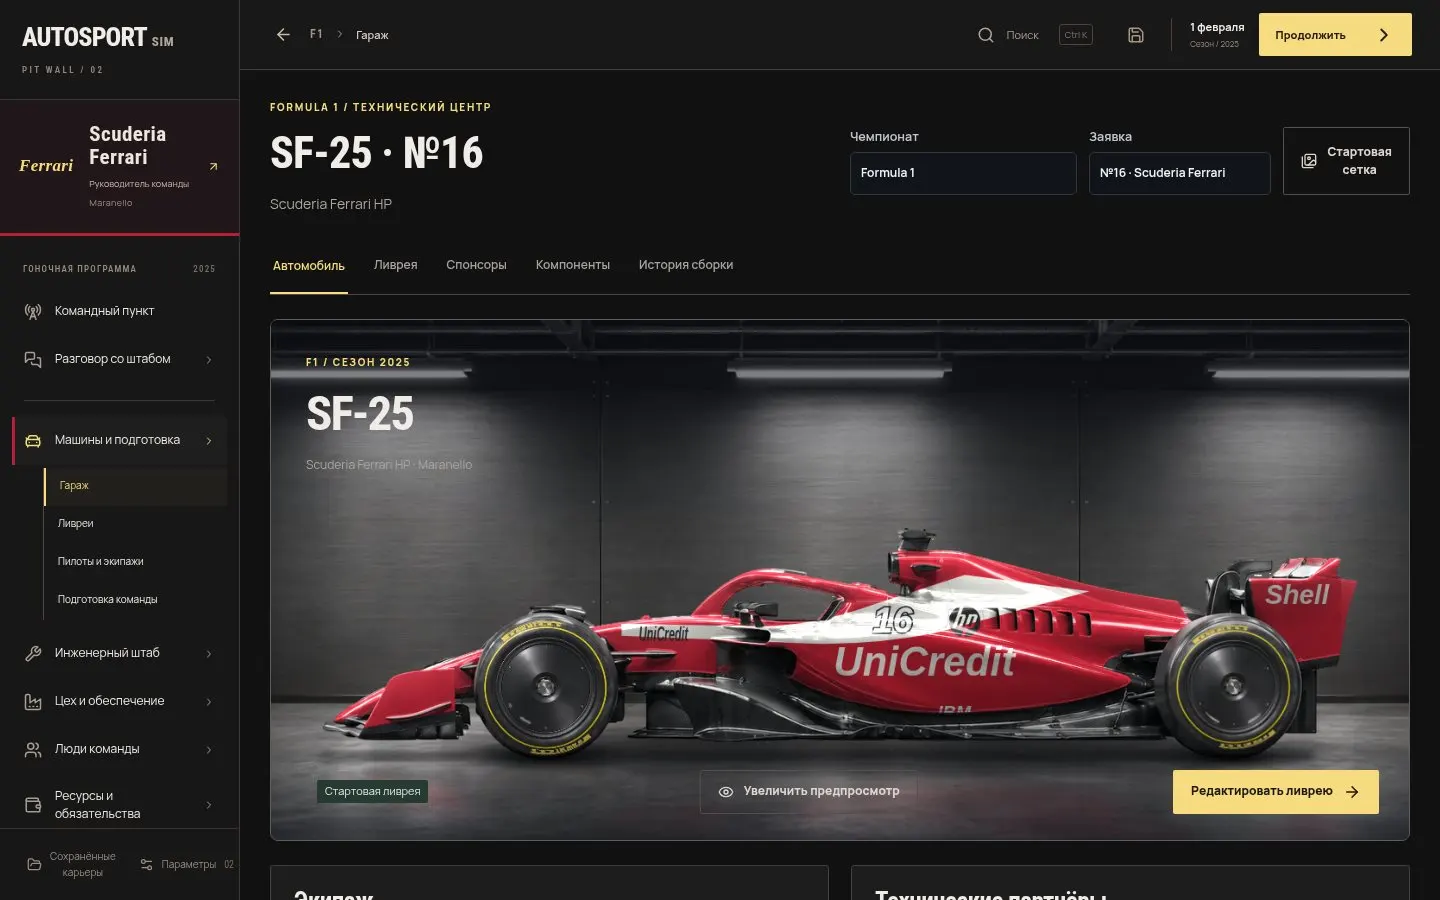 AUTOSPORT SIM
PIT WALL / 02
Ferrari
Scuderia
Ferrari
Руководитель команды
Maranello
ГОНОЧНАЯ ПРОГРАММА 2025
Командный пункт
Разговор со штабом
Машины и подготовка
Гараж
Ливреи
Пилоты и экипажи
Подготовка команды
Инженерный штаб
Цех и обеспечение
Люди команды
Ресурсы и
обязательства
Сохранённые
карьеры
Параметры 02
F1 > Гараж
Поиск Ctrl K
1 февраля
Сезон / 2025
Продолжить
FORMULA 1 / ТЕХНИЧЕСКИЙ ЦЕНТР
SF-25 · №16
Scuderia Ferrari HP
Чемпионат
Formula 1
Заявка
№16 · Scuderia Ferrari
Стартовая
сетка
Автомобиль Ливрея Спонсоры Компоненты История сборки
F1 / СЕЗОН 2025
SF-25
Scuderia Ferrari HP · Maranello
Shell
16
hp
UniCredit
UniCredit
IBM
Стартовая ливрея
Увеличить предпросмотр
Редактировать ливрею
Экипаж
Технические партнёры